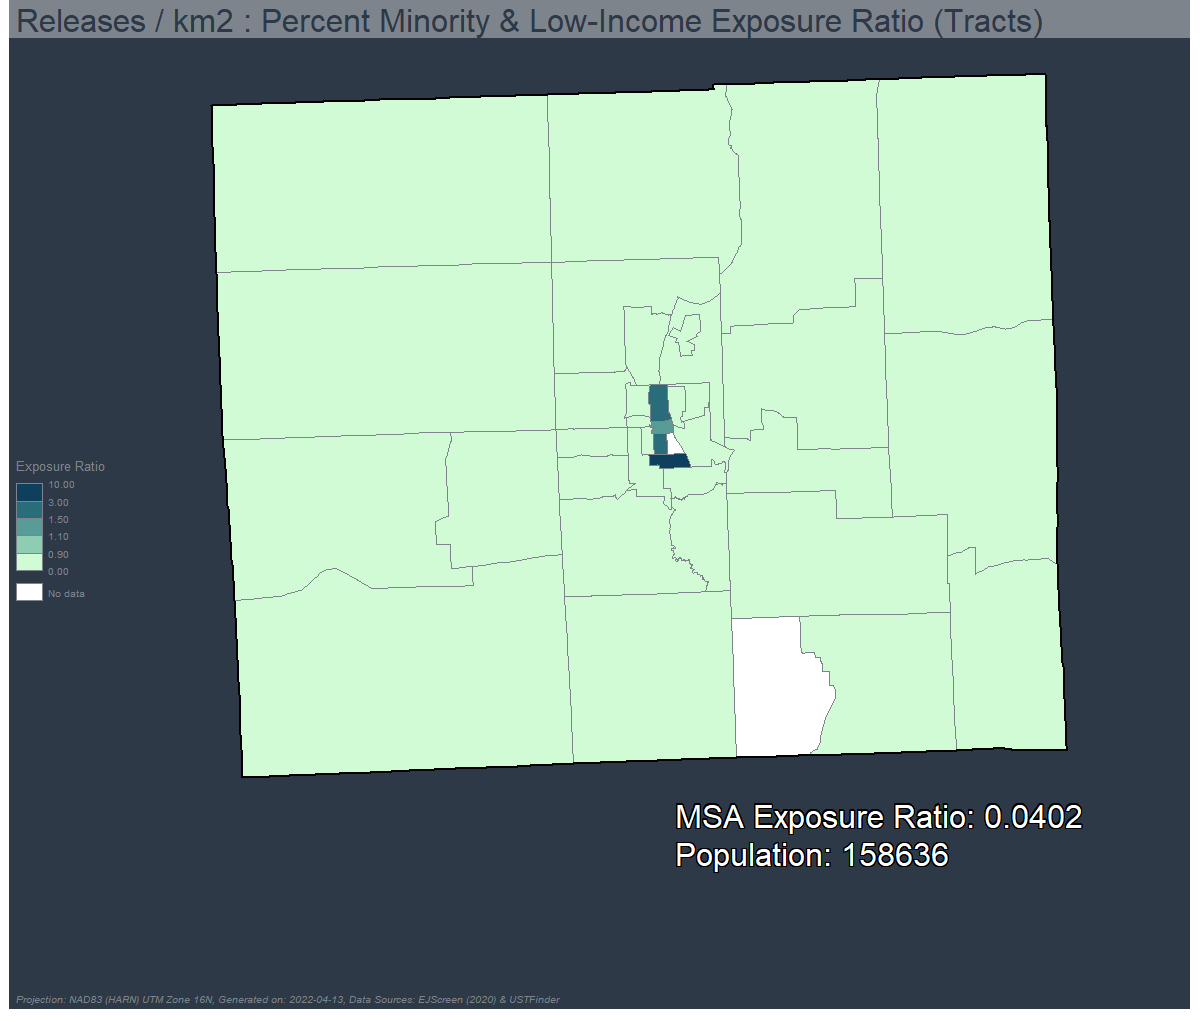 Releases / km2 : Percent Minority & Low-Income Exposure Ratio (Tracts)
Exposure Ratio
10.00
3.00
1.50
1.10
0.90
0.00
No data
MSA Exposure Ratio: 0.0402
Population: 158636
Projection: NAD83 (HARN) UTM Zone 16N, Generated on: 2022-04-13, Data Sources: EJScreen (2020) & USTFinder